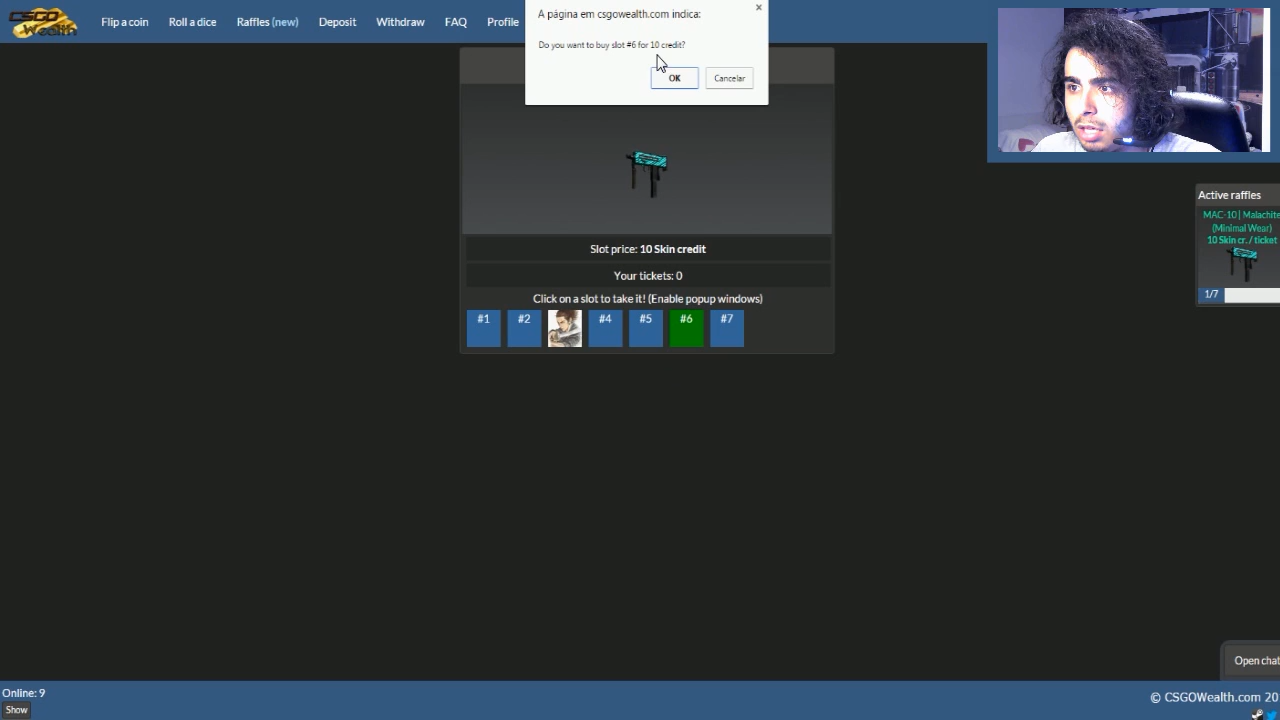 CSGO
Wealth
Flip a coin
Roll a dice
Raffles (new)
Deposit
Withdraw
FAQ
Profile
A página em csgowealth.com indica:
Do you want to buy slot #6 for 10 credit?
OK
Cancelar
Slot price: 10 Skin credit
Your tickets: 0
Click on a slot to take it! (Enable popup windows)
#1
#2
#4
#5
#6
#7
Active raffles
MAC-10 | Malachite
(Minimal Wear)
10 Skin cr. / ticket
1/7
Open chat
Online: 9
Show
© CSGOWealth.com 20